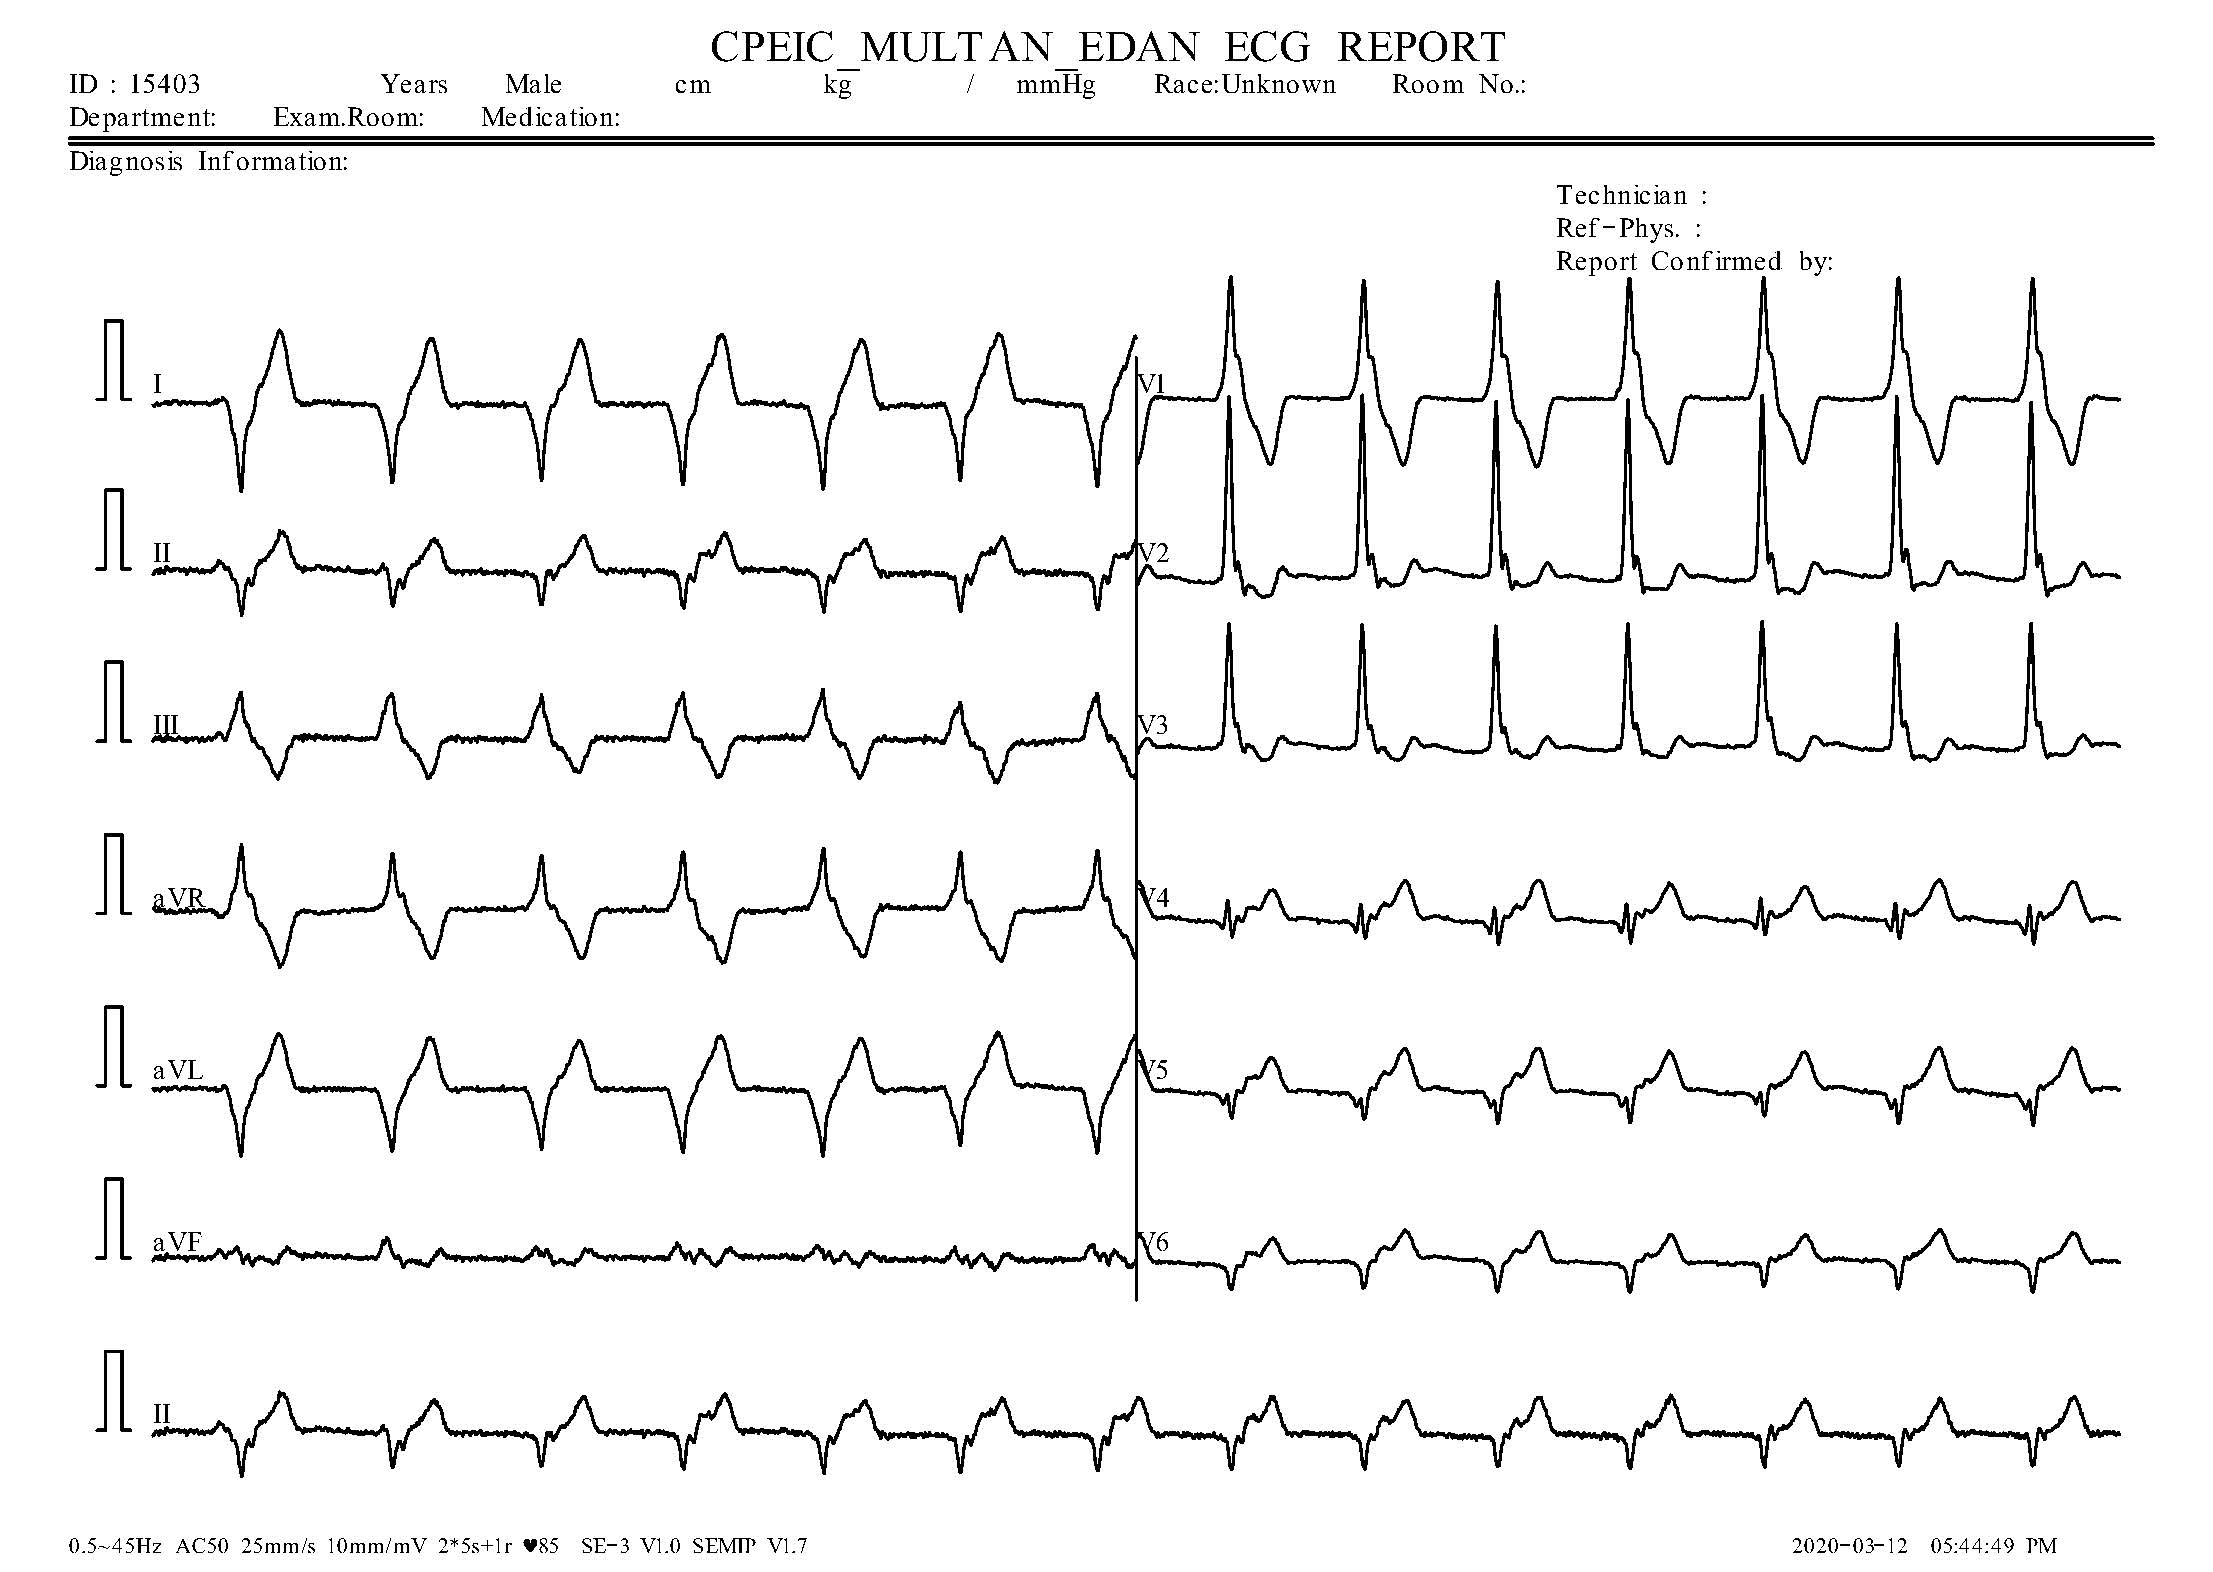 CPEIC_MULTAN_EDAN ECG REPORT
ID : 15403 Years Male cm kg / mmHg Race:Unknown Room No.:
Department: Exam.Room: Medication:
Diagnosis Information:
Technician :
Ref-Phys. :
Report Confirmed by:
I V1
II V2
III V3
aVR V4
aVL V5
aVF V6
II
0.5~45Hz AC50 25mm/s 10mm/mV 2*5s+1r ♥85 SE-3 V1.0 SEMIP V1.7 2020-03-12 05:44:49 PM